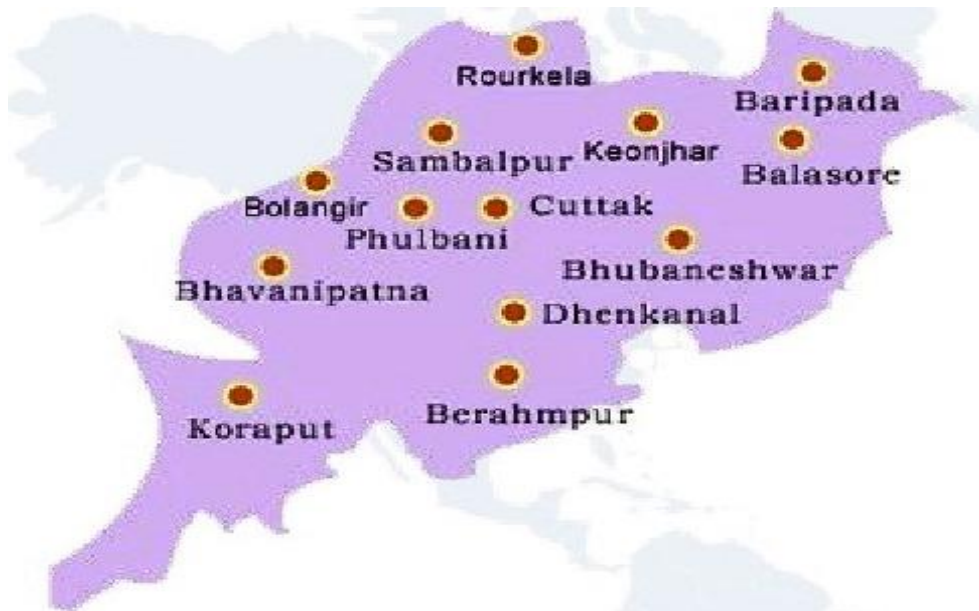 Rourkela
Baripada
Keonjhar
Sambalpur
Balasore
Bolangir
Cuttak
Phulbani
Bhubaneshwar
Bhavanipatna
Dhenkanal
Berahmpur
Koraput